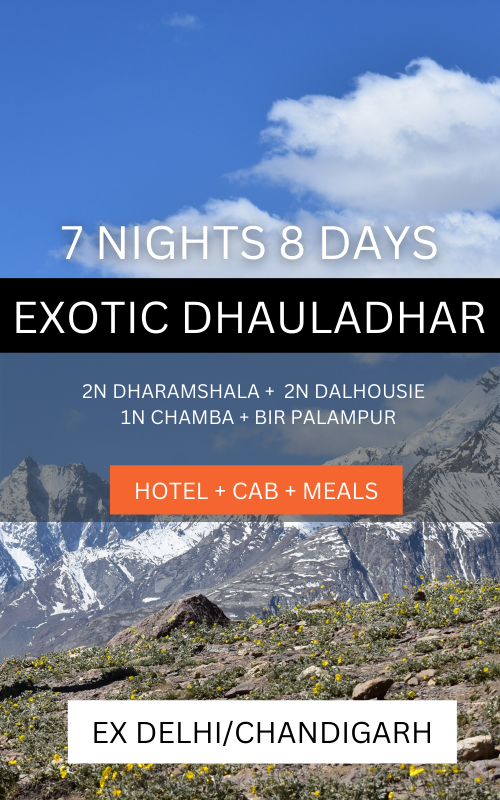 7 NIGHTS 8 DAYS
EXOTIC DHAULADHAR
2N DHARAMSHALA + 2N DALHOUSIE
1N CHAMBA + BIR PALAMPUR
HOTEL + CAB + MEALS
EX DELHI/CHANDIGARH